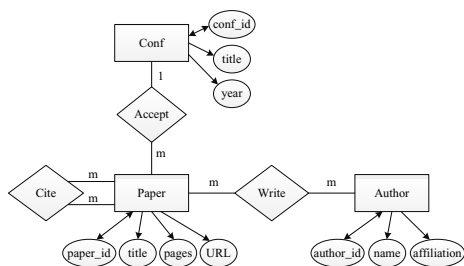 conf_id
Conf
title
1
year
Accept
m
m
Cite
m
Paper
m
Write
m
Author
paper_id
title
pages
URL
author_id
name
affiliation